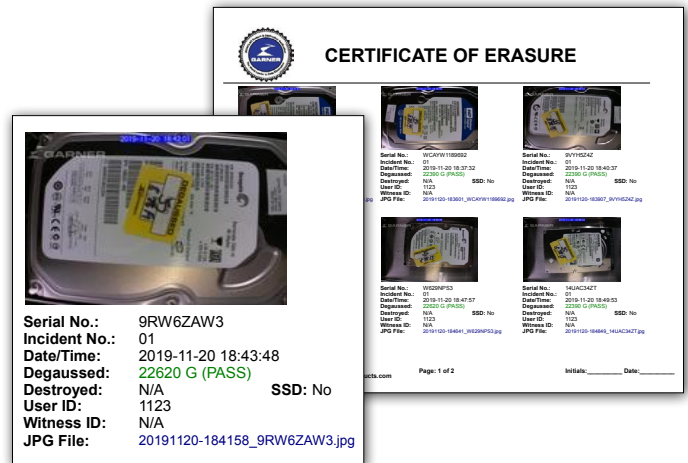 GARNER
CERTIFICATE OF ERASURE
2019-11-20 18:42:01
GARNER
DEGAUSSED
Serial No.: 9RW6ZAW3
Incident No.: 01
Date/Time: 2019-11-20 18:43:48
Degaussed: 22620 G (PASS)
Destroyed: N/A SSD: No
User ID: 1123
Witness ID: N/A
JPG File: 20191120-184158_9RW6ZAW3.jpg
Serial No.: WCAYW1189692
Incident No.: 01
Date/Time: 2019-11-20 18:37:32
Degaussed: 22390 G (PASS)
Destroyed: N/A SSD: No
User ID: 1123
Witness ID: N/A
JPG File: 20191120-183601_WCAYW1189692.jpg
Serial No.: 9VYH5Z4Z
Incident No.: 01
Date/Time: 2019-11-20 18:40:37
Degaussed: 22390 G (PASS)
Destroyed: N/A SSD: No
User ID: 1123
Witness ID: N/A
JPG File: 20191120-183907_9VYH5Z4Z.jpg
.jpg
Serial No.: W629NPS3
Incident No.: 01
Date/Time: 2019-11-20 18:47:57
Degaussed: 22620 G (PASS)
Destroyed: N/A SSD: No
User ID: 1123
Witness ID: N/A
JPG File: 20191120-184641_W629NPS3.jpg
Serial No.: 14UAC34ZT
Incident No.: 01
Date/Time: 2019-11-20 18:49:53
Degaussed: 22390 G (PASS)
Destroyed: N/A SSD: No
User ID: 1123
Witness ID: N/A
JPG File: 20191120-184849_14UAC34ZT.jpg
ucts.com Page: 1 of 2 Initials:__________ Date:__________